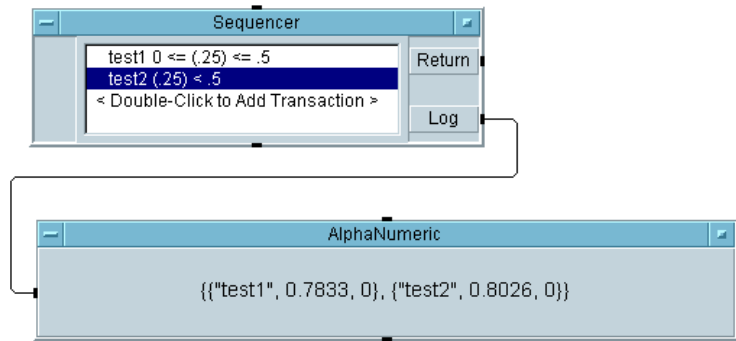 Sequencer
test1 0 <= (.25) <= .5
Return
test2 (.25) < .5
< Double-Click to Add Transaction >
Log
AlphaNumeric
{{"test1", 0.7833, 0}, {"test2", 0.8026, 0}}